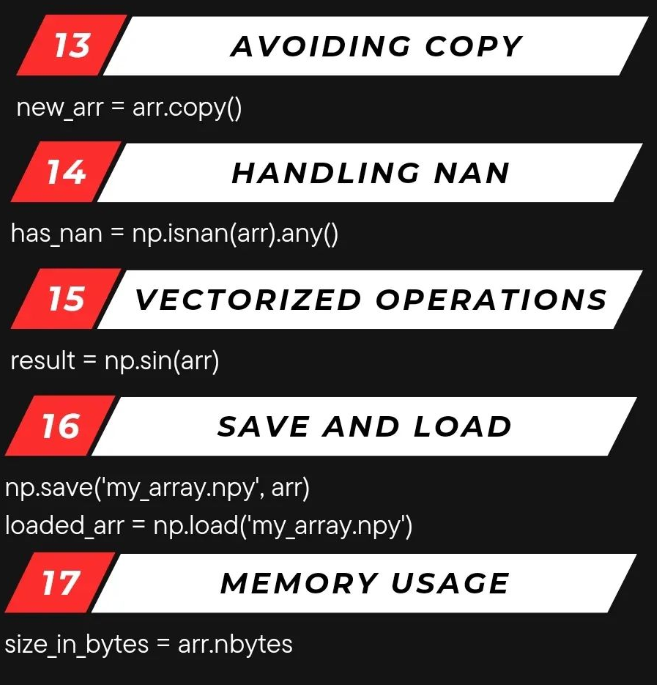 13 AVOIDING COPY
new_arr = arr.copy()
14 HANDLING NAN
has_nan = np.isnan(arr).any()
15 VECTORIZED OPERATIONS
result = np.sin(arr)
16 SAVE AND LOAD
np.save('my_array.npy', arr)
loaded_arr = np.load('my_array.npy')
17 MEMORY USAGE
size_in_bytes = arr.nbytes